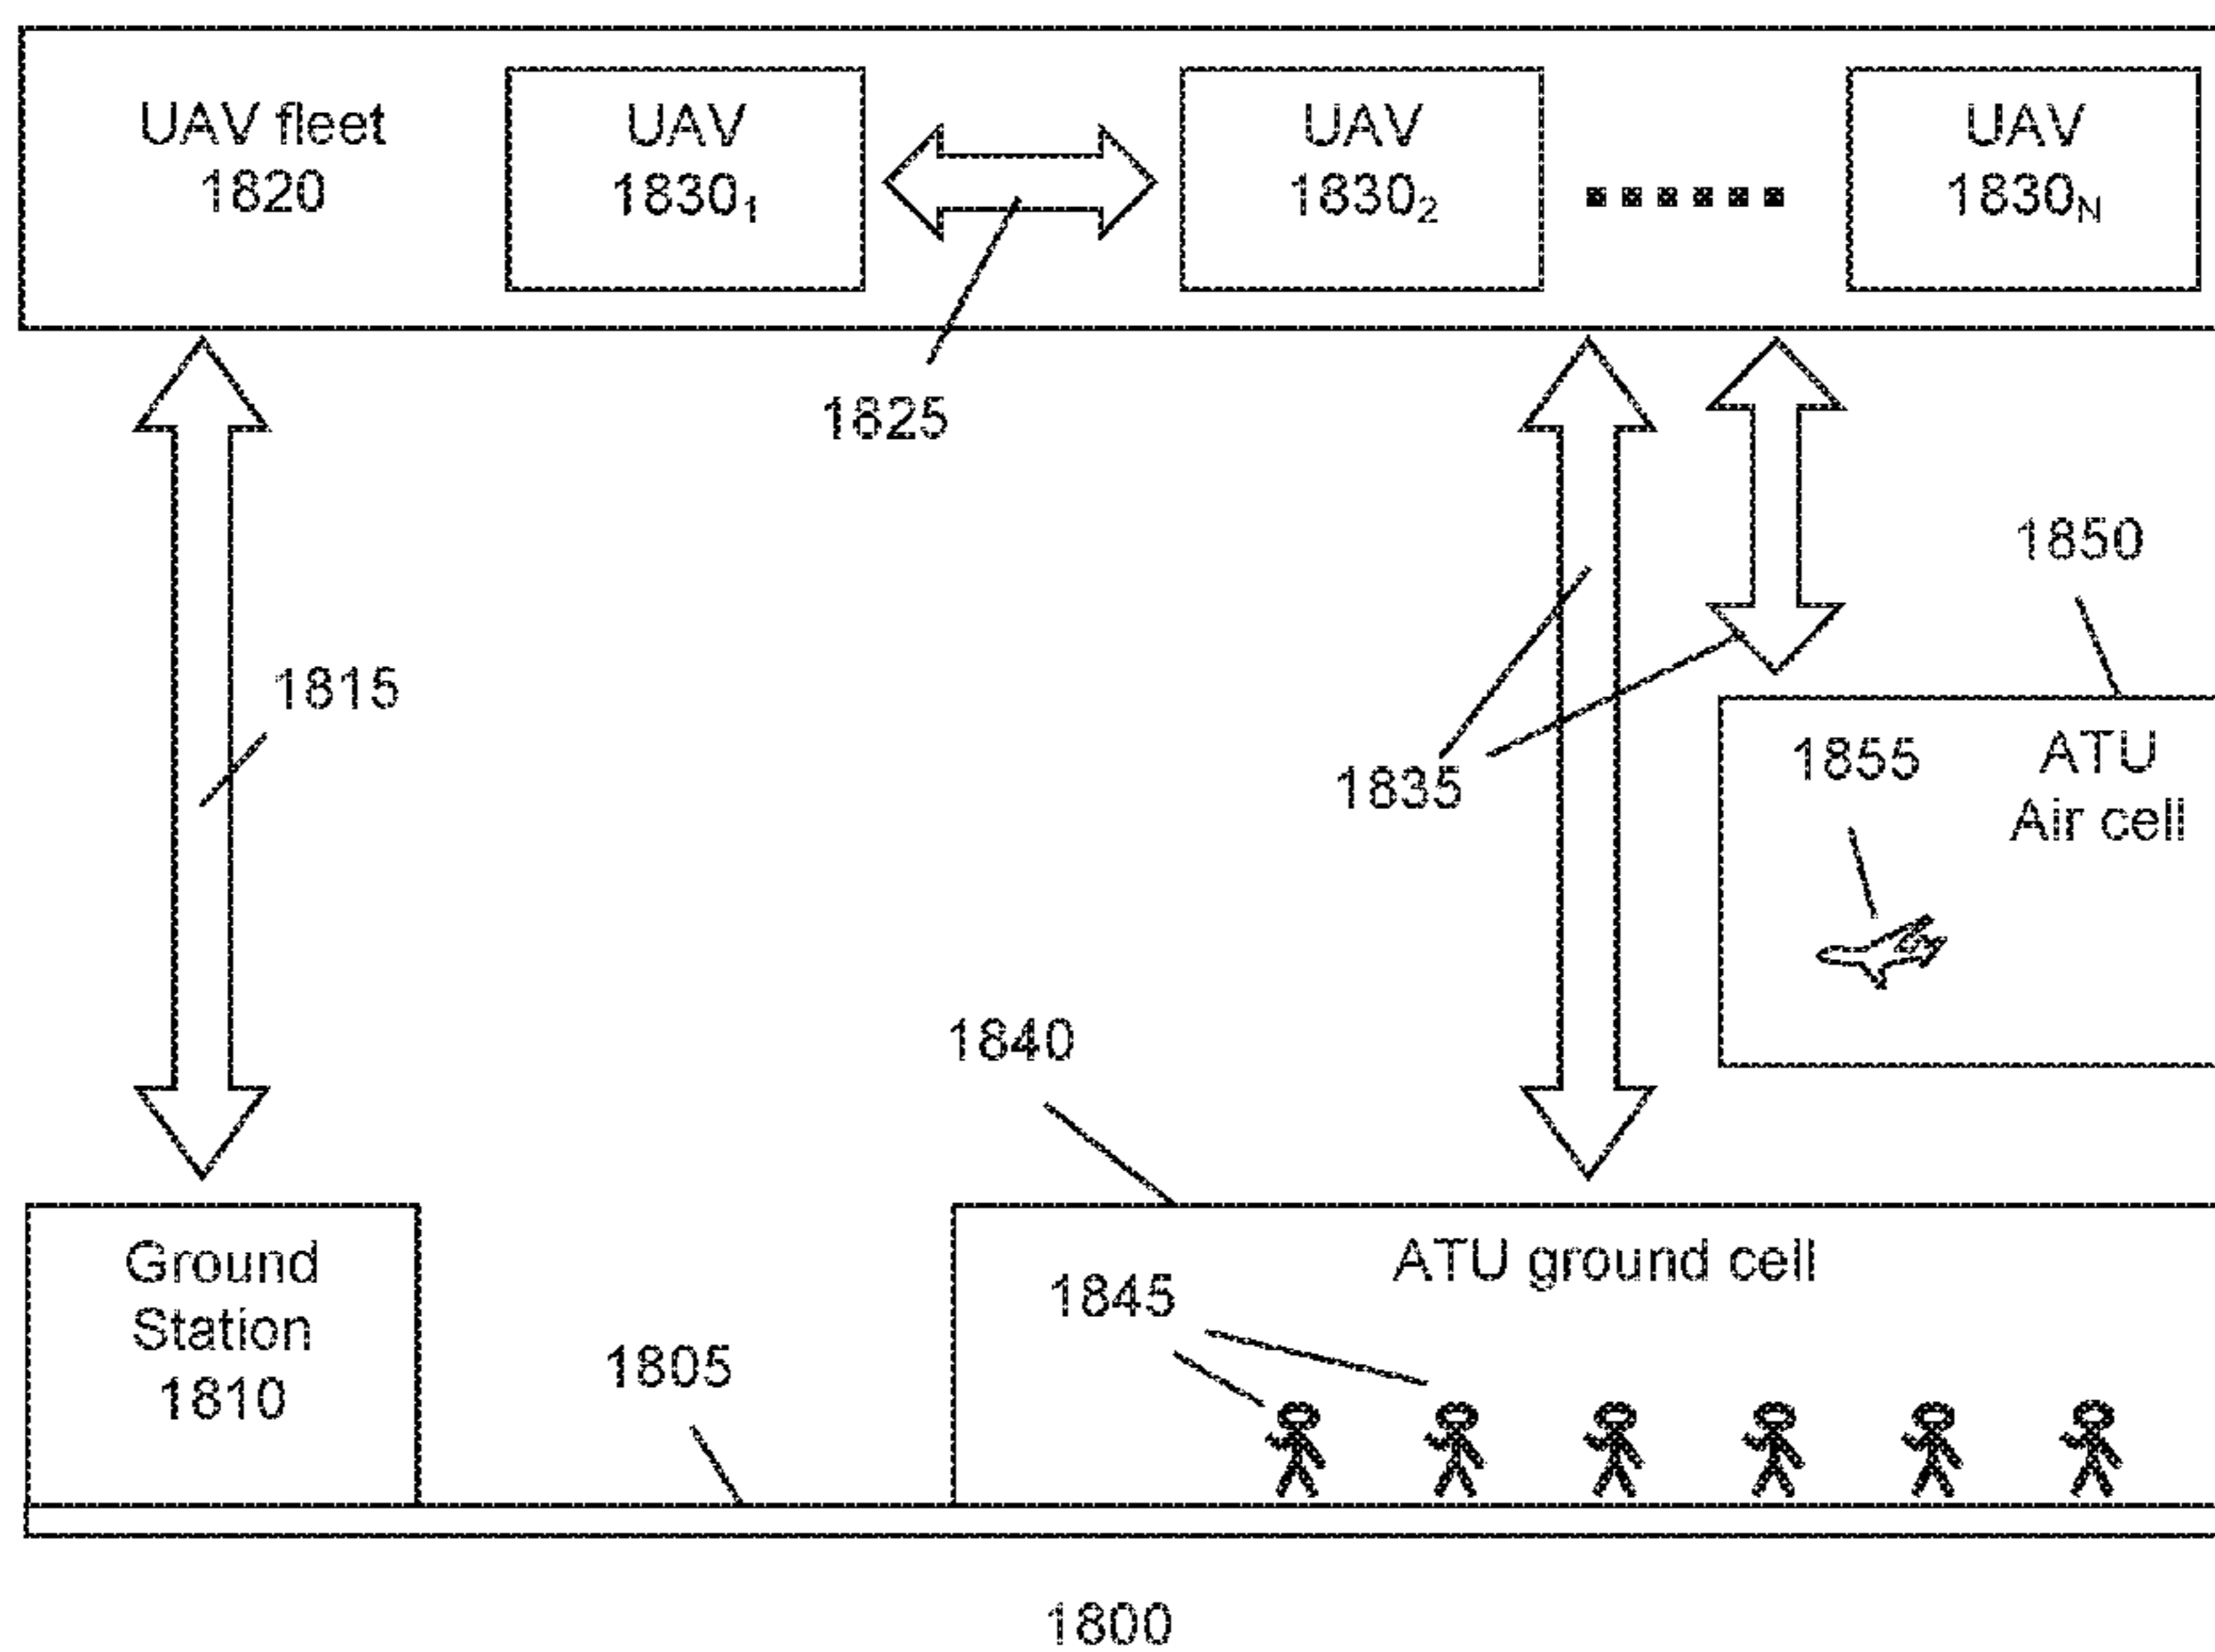 UAV fleet
1820
UAV
1830₁
UAV
1830₂
UAV
1830N
1825
1815
1835
1850
1855
ATU
Air cell
1840
Ground
Station
1810
1805
ATU ground cell
1845
1800